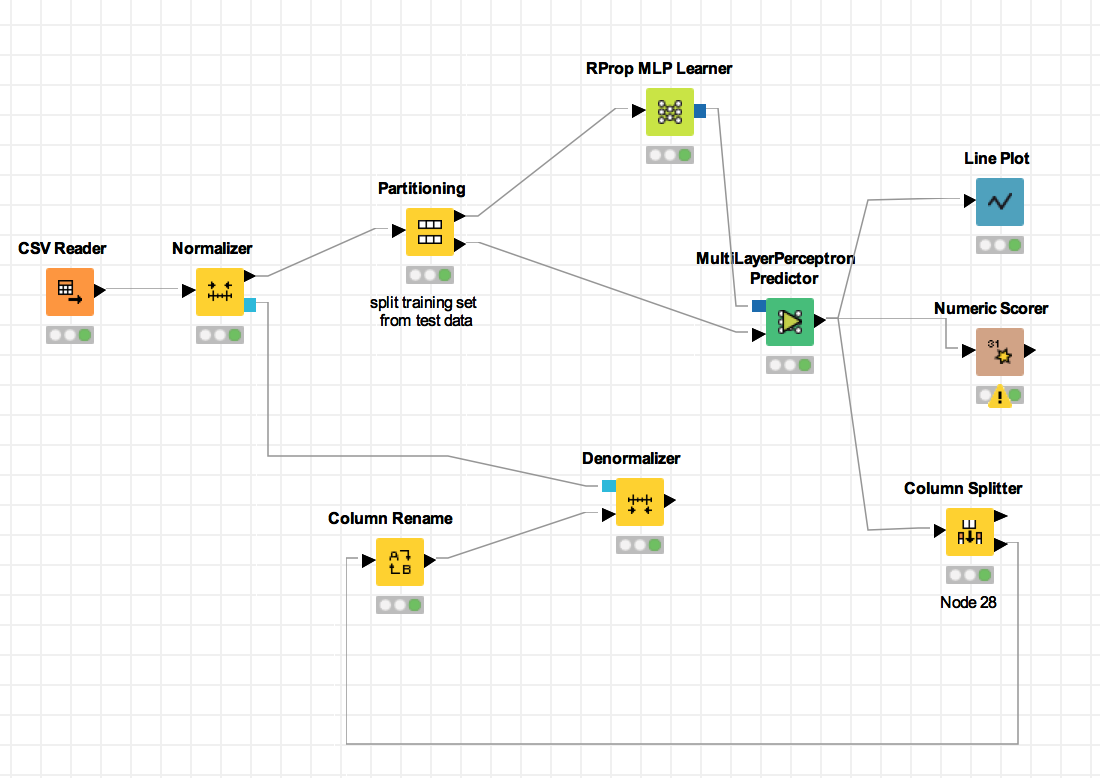 RProp MLP Learner
Line Plot
Partitioning
CSV Reader
Normalizer
MultiLayerPerceptron
Predictor
split training set
from test data
Numeric Scorer
31
Denormalizer
Column Splitter
Column Rename
A
B
Node 28